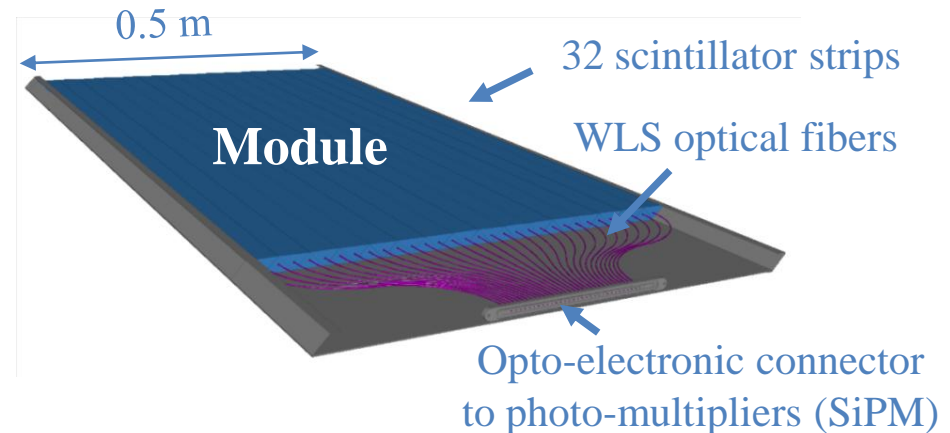 0.5 m
32 scintillator strips
Module
WLS optical fibers
Opto-electronic connector
to photo-multipliers (SiPM)